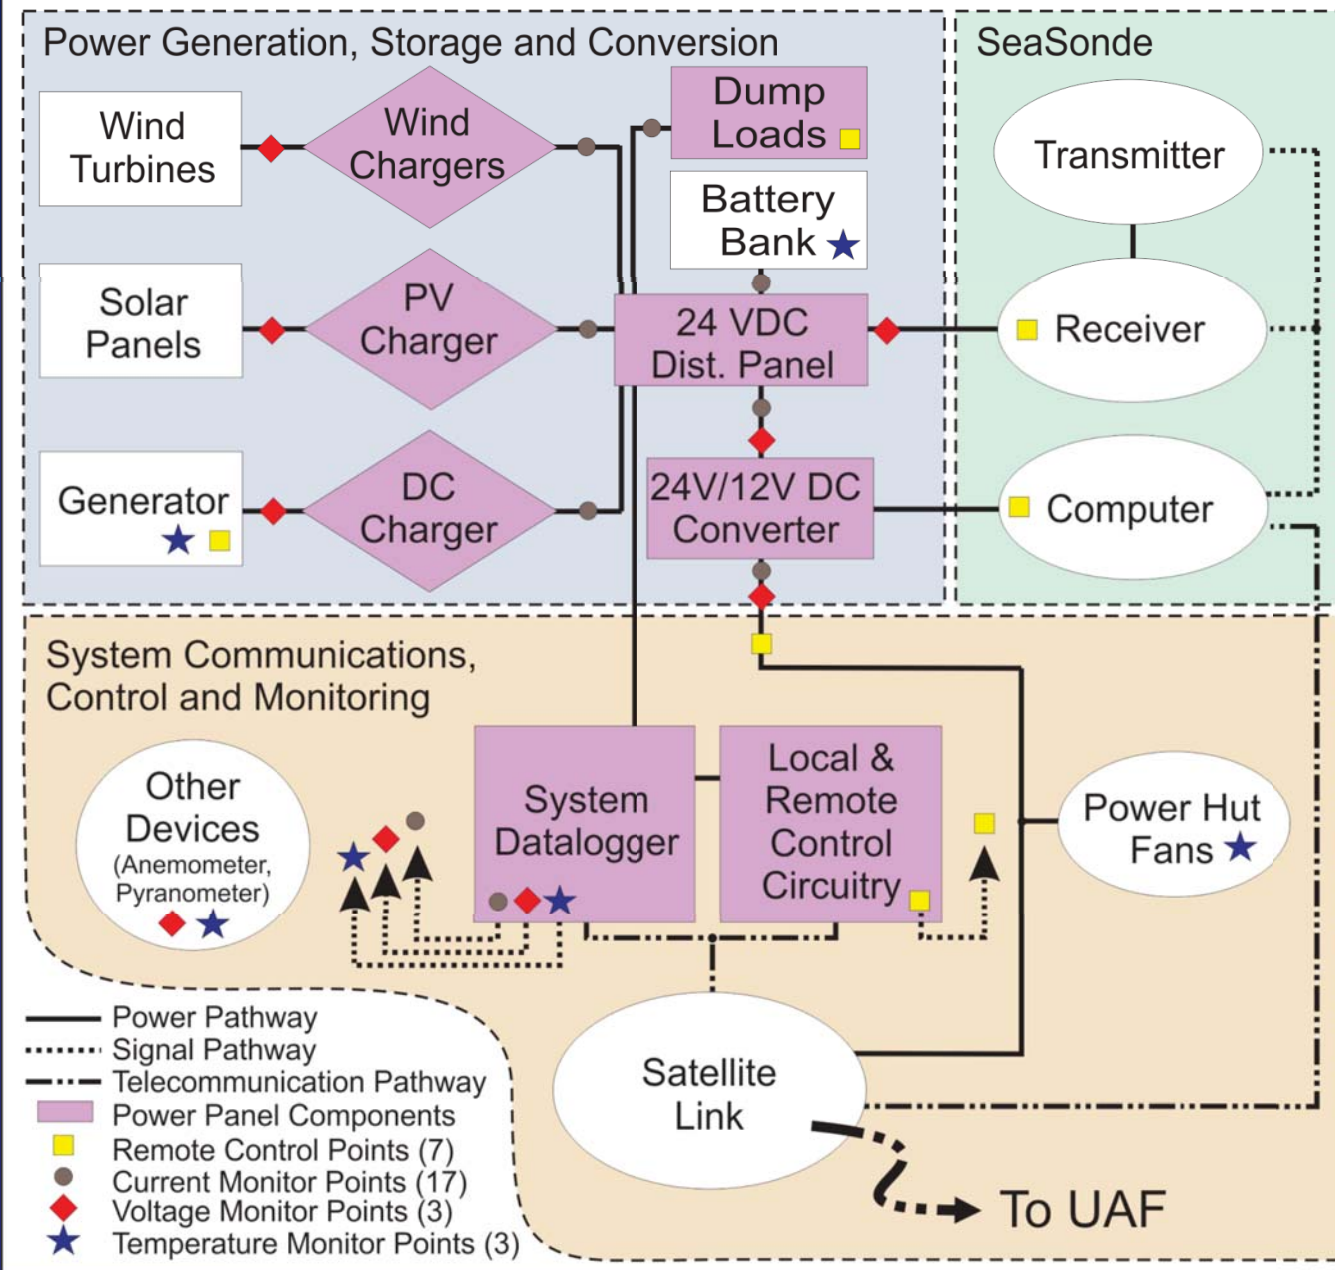 Power Generation, Storage and Conversion
SeaSonde
Wind
Turbines
Wind
Chargers
Dump
Loads
Transmitter
Battery
Bank
Solar
Panels
PV
Charger
24 VDC
Dist. Panel
Receiver
Generator
DC
Charger
24V/12V DC
Converter
Computer
System Communications,
Control and Monitoring
Other
Devices
(Anemometer,
Pyranometer)
System
Datalogger
Local &
Remote
Control
Circuitry
Power Hut
Fans
Satellite
Link
To UAF
Power Pathway
Signal Pathway
Telecommunication Pathway
Power Panel Components
Remote Control Points (7)
Current Monitor Points (17)
Voltage Monitor Points (3)
Temperature Monitor Points (3)